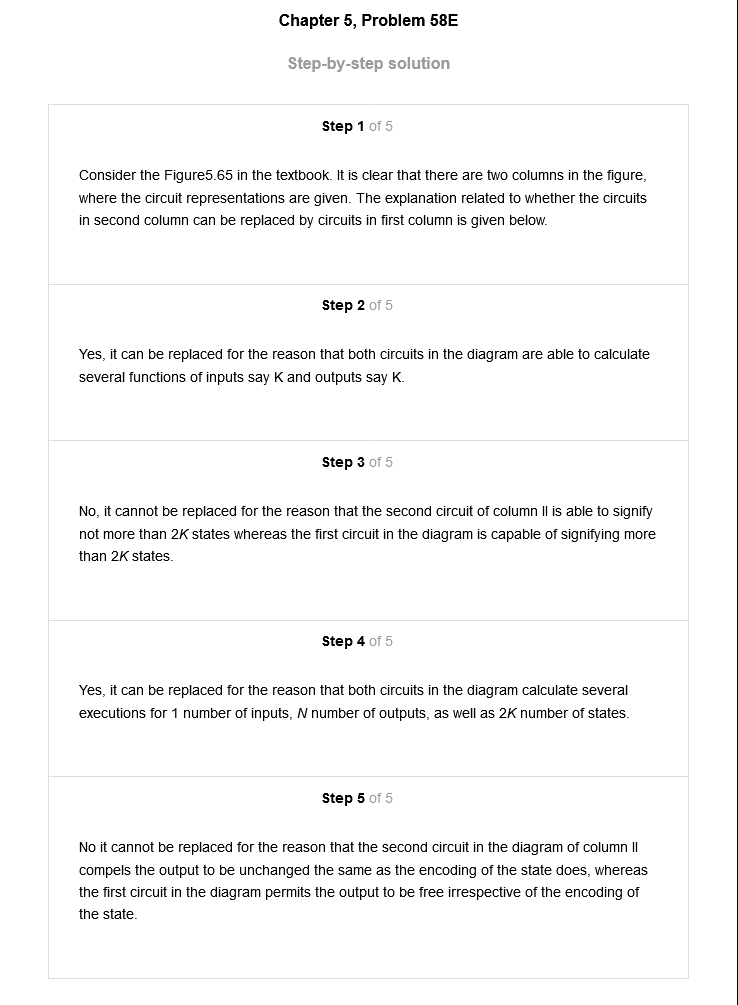 Chapter 5, Problem 58E
Step-by-step solution
Step 1 of 5
Consider the Figure5.65 in the textbook. It is clear that there are two columns in the figure,
where the circuit representations are given. The explanation related to whether the circuits
in second column can be replaced by circuits in first column is given below.
Step 2 of 5
Yes, it can be replaced for the reason that both circuits in the diagram are able to calculate
several functions of inputs say K and outputs say K.
Step 3 of 5
No, it cannot be replaced for the reason that the second circuit of column II is able to signify
not more than 2K states whereas the first circuit in the diagram is capable of signifying more
than 2K states.
Step 4 of 5
Yes, it can be replaced for the reason that both circuits in the diagram calculate several
executions for 1 number of inputs, N number of outputs, as well as 2K number of states.
Step 5 of 5
No it cannot be replaced for the reason that the second circuit in the diagram of column II
compels the output to be unchanged the same as the encoding of the state does, whereas
the first circuit in the diagram permits the output to be free irrespective of the encoding of
the state.